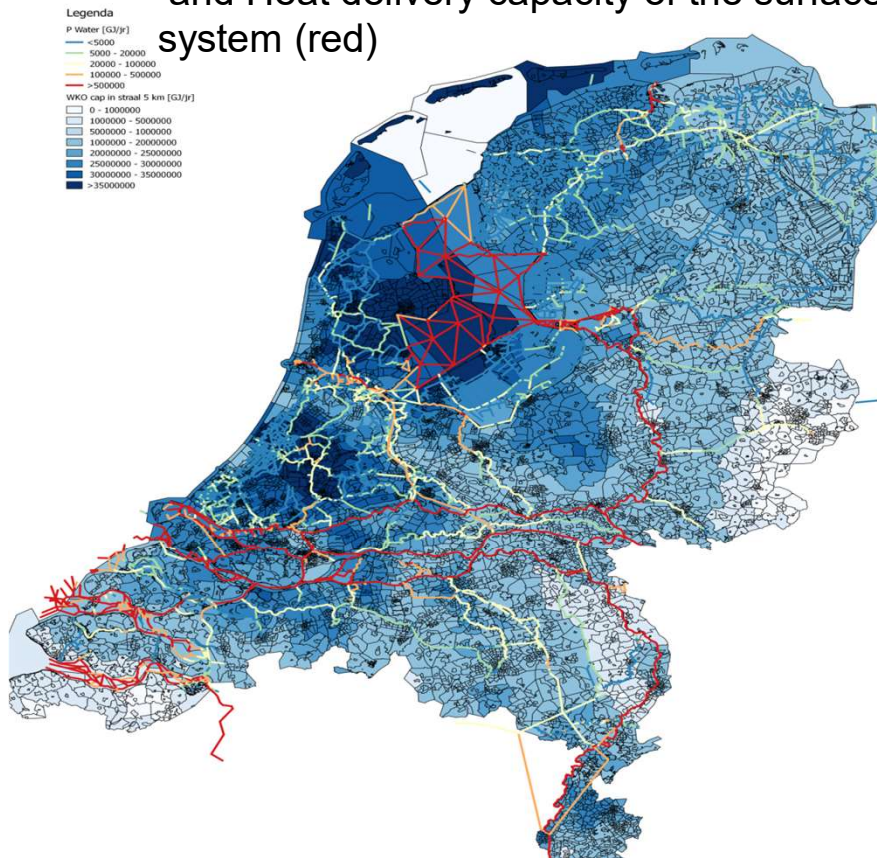 and Heat delivery capacity of the surface
system (red)
Legenda
P Water [GJ/jr]
<5000
5000 - 20000
20000 - 100000
100000 - 500000
>500000
WKO cap in straal 5 km [GJ/jr]
0 - 1000000
1000000 - 5000000
5000000 - 1000000
1000000 - 20000000
20000000 - 25000000
25000000 - 30000000
30000000 - 35000000
>35000000